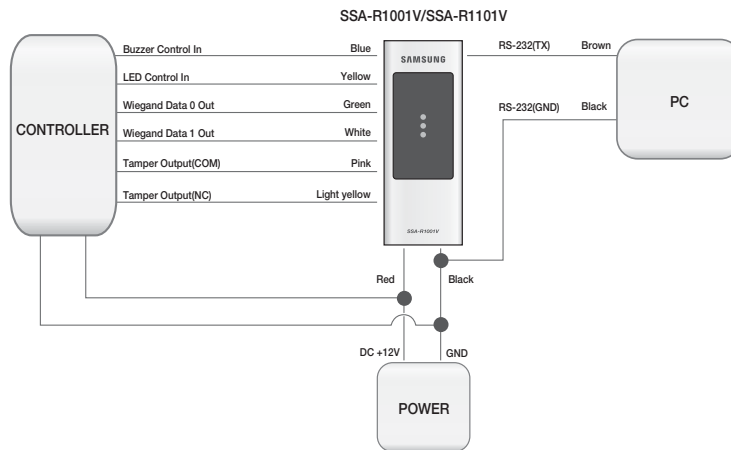 SSA-R1001V/SSA-R1101V
Buzzer Control In Blue
RS-232(TX) Brown
SAMSUNG
LED Control In Yellow
Wiegand Data 0 Out Green
RS-232(GND) Black
PC
CONTROLLER
Wiegand Data 1 Out White
Tamper Output(COM) Pink
Tamper Output(NC) Light yellow
SSA-R1001V
Red Black
DC +12V GND
POWER